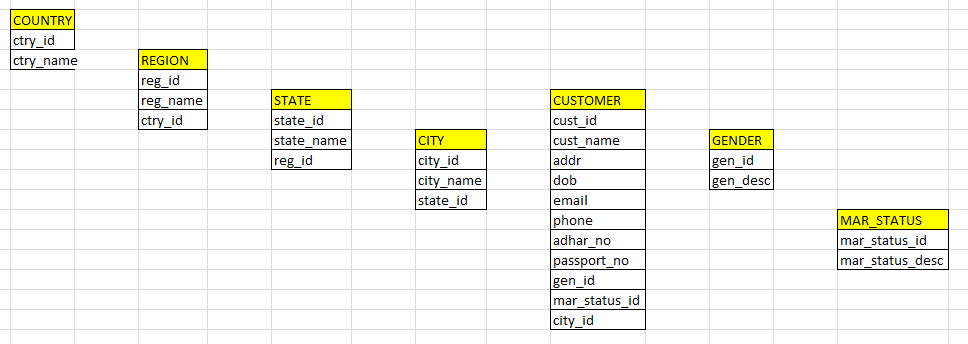 COUNTRY
ctry_id
ctry_name
REGION
reg_id
reg_name
ctry_id
STATE
state_id
state_name
reg_id
CITY
city_id
city_name
state_id
CUSTOMER
cust_id
cust_name
addr
dob
email
phone
adhar_no
passport_no
gen_id
mar_status_id
city_id
GENDER
gen_id
gen_desc
MAR_STATUS
mar_status_id
mar_status_desc